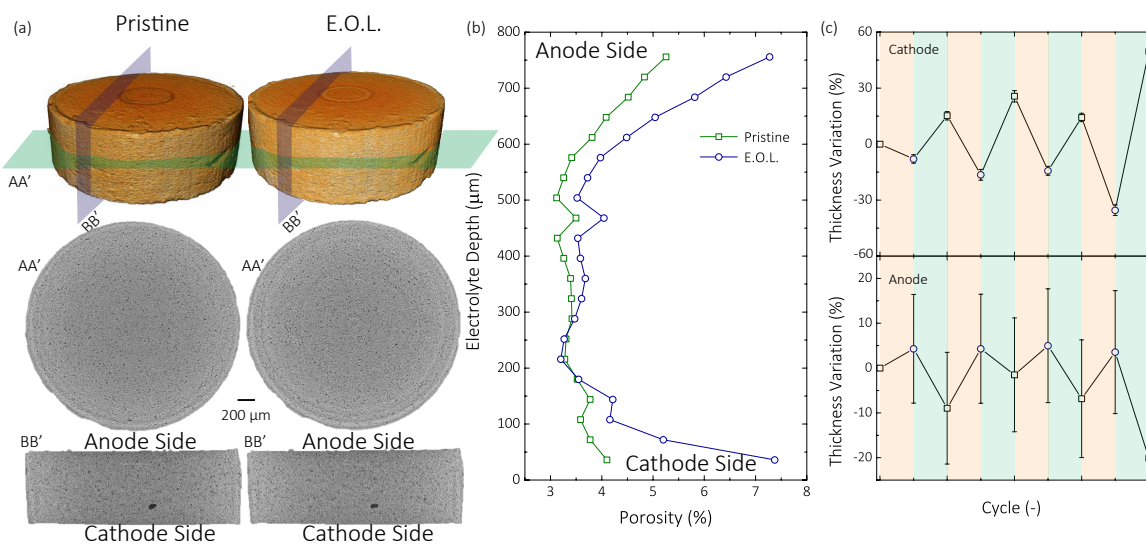 (a)
Pristine
E.O.L.
AA'
BB'
BB'
AA'
AA'
200 μm
Anode Side
Anode Side
BB'
BB'
Cathode Side
Cathode Side
(b)
800
700
600
500
400
300
200
100
0
Electrolyte Depth (μm)
Anode Side
Pristine
E.O.L.
Cathode Side
3
4
5
6
7
8
Porosity (%)
(c)
60
30
0
-30
-60
Thickness Variation (%)
Cathode
20
10
0
-10
-20
Thickness Variation (%)
Anode
Cycle (-)